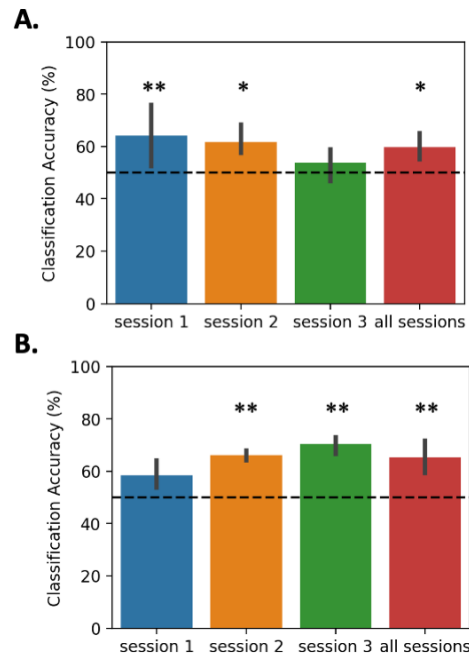 A.
100
80
60
40
20
0
Classification Accuracy (%)
** * *
session 1 session 2 session 3 all sessions
B.
100
80
60
40
20
0
Classification Accuracy (%)
** ** **
session 1 session 2 session 3 all sessions